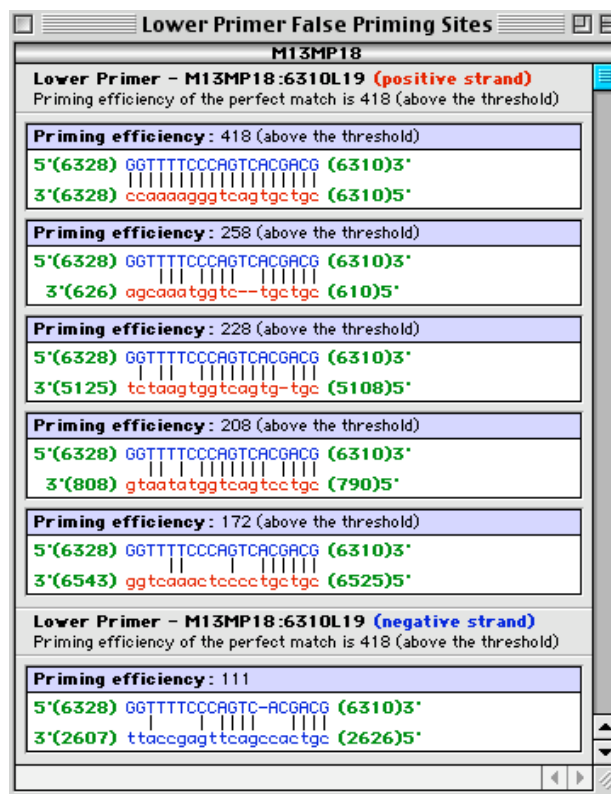 Lower Primer False Priming Sites
M13MP18
Lower Primer - M13MP18:6310L19 (positive strand)
Priming efficiency of the perfect match is 418 (above the threshold)
Priming efficiency: 418 (above the threshold)
5'(6328) GGTTTTCCCAGTCACGACG (6310)3'
3'(6328) ccaaaagggtcagtgctgc (6310)5'
Priming efficiency: 258 (above the threshold)
5'(6328) GGTTTTCCCAGTCACGACG (6310)3'
3'(626) agcaaatggtc--tgctgc (610)5'
Priming efficiency: 228 (above the threshold)
5'(6328) GGTTTTCCCAGTCACGACG (6310)3'
3'(5125) tctaagtggtcagtg-tgc (5108)5'
Priming efficiency: 208 (above the threshold)
5'(6328) GGTTTTCCCAGTCACGACG (6310)3'
3'(808) gtaatatggtcagtcctgc (790)5'
Priming efficiency: 172 (above the threshold)
5'(6328) GGTTTTCCCAGTCACGACG (6310)3'
3'(6543) ggtcaaactcccctgctgc (6525)5'
Lower Primer - M13MP18:6310L19 (negative strand)
Priming efficiency of the perfect match is 418 (above the threshold)
Priming efficiency: 111
5'(6328) GGTTTTCCCAGTC-ACGACG (6310)3'
3'(2607) ttaccgagttcagccactgc (2626)5'